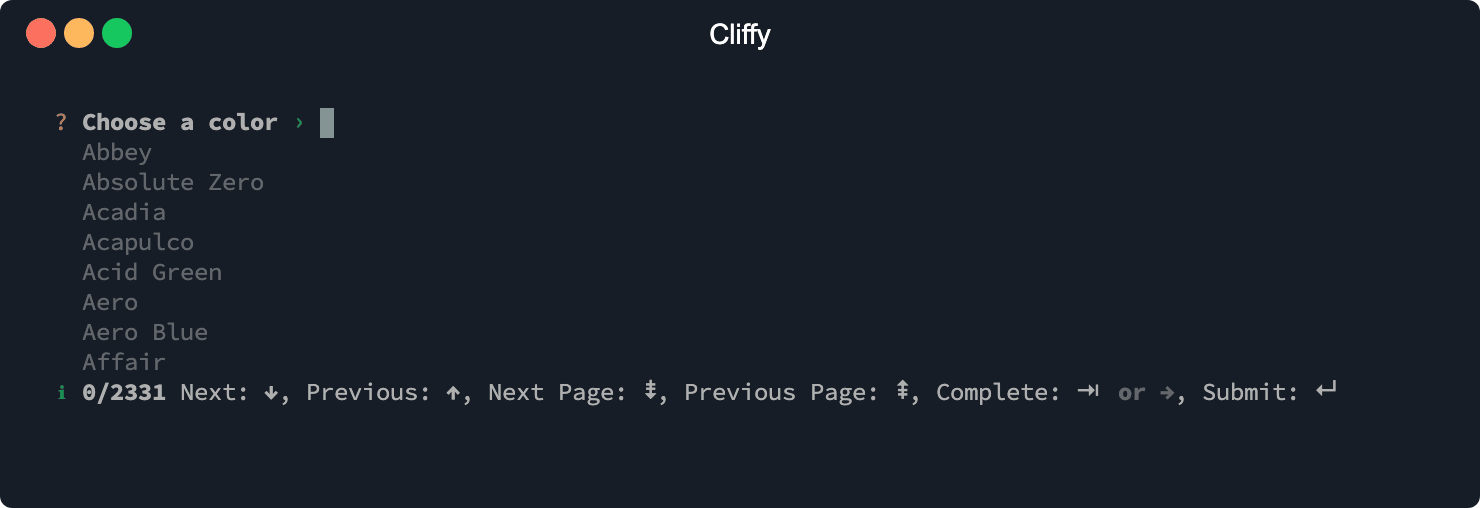 Cliffy
? Choose a color ›
Abbey
Absolute Zero
Acadia
Acapulco
Acid Green
Aero
Aero Blue
Affair
ℹ 0/2331 Next: ↓, Previous: ↑, Next Page: ⇟, Previous Page: ⇞, Complete: ⇥ or →, Submit: ↵